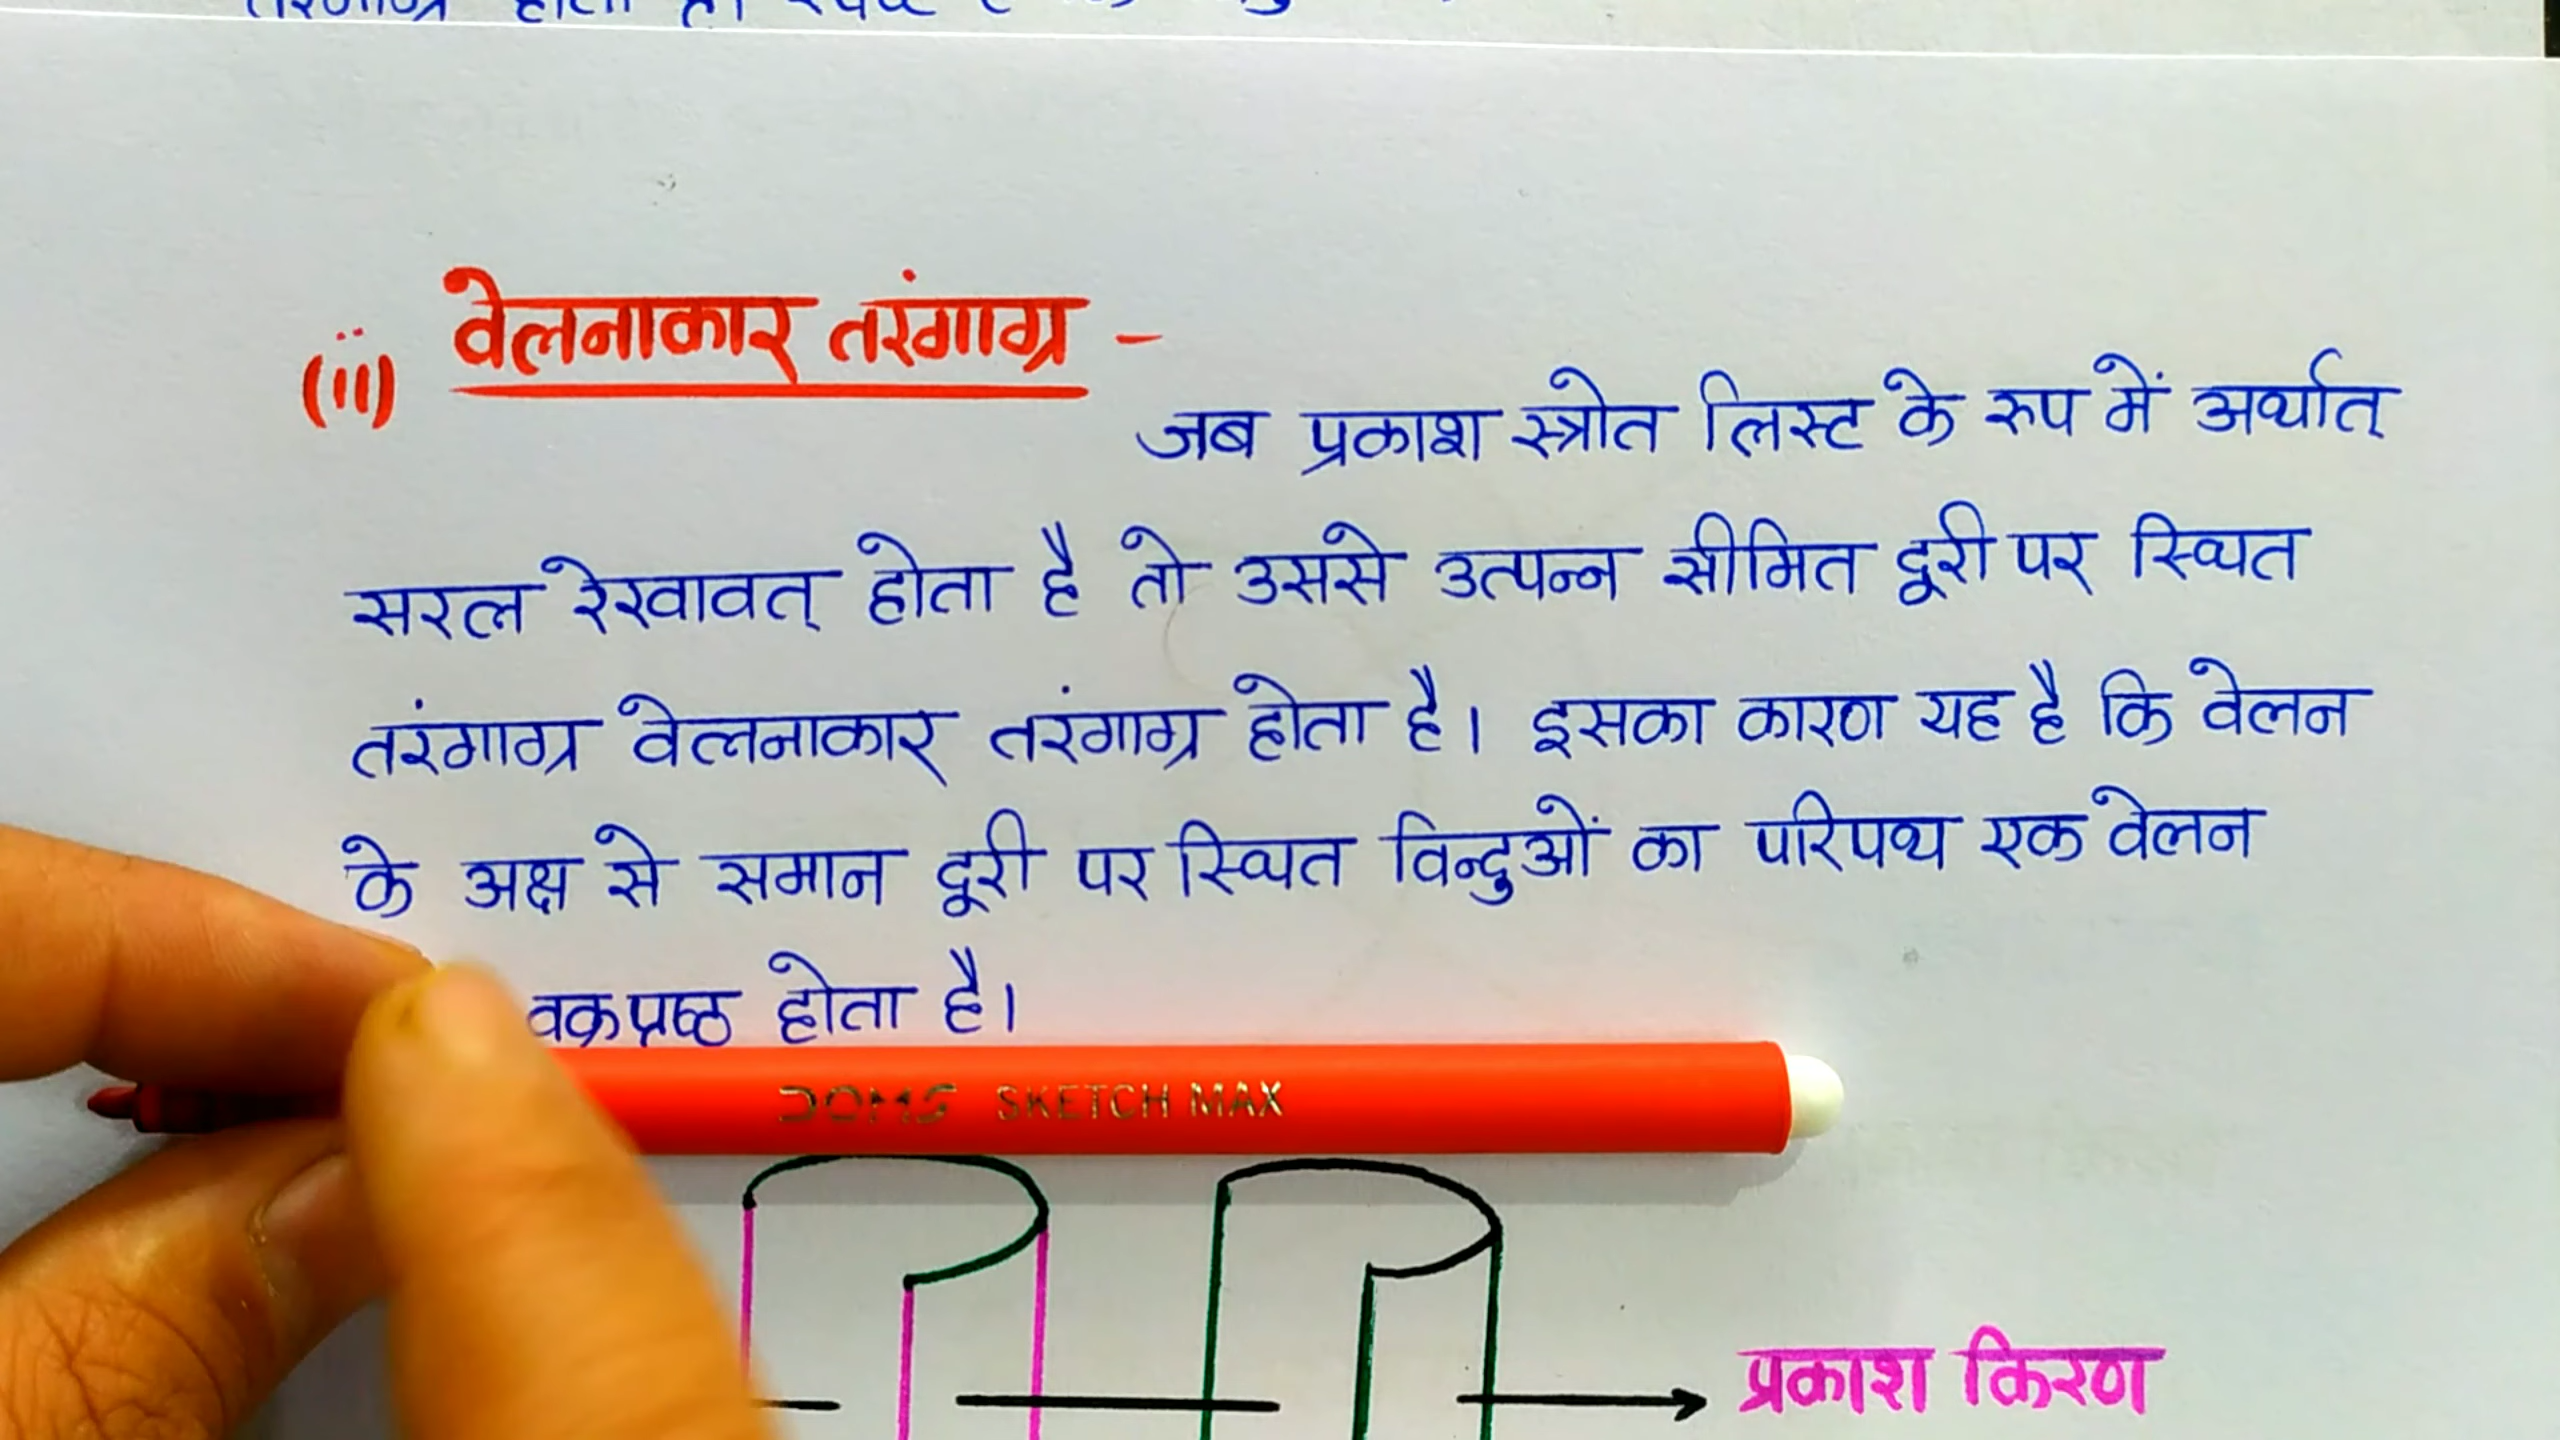 (ii) वेलनाकार तरंगाग्र -
जब प्रकाश स्त्रोत लिस्ट के रुप में अर्थात्
सरल रेखावत् होता है तो उससे उत्पन्न सीमित दूरी पर स्थित
तरंगाग्र वेलनाकार तरंगाग्र होता है। इसका कारण यह है कि वेलन
के अक्ष से समान दूरी पर स्थित विन्दुओं का परिपथ एक वेलन
वक्रप्रष्ठ होता है।
DOMS SKETCH MAX
प्रकाश किरण